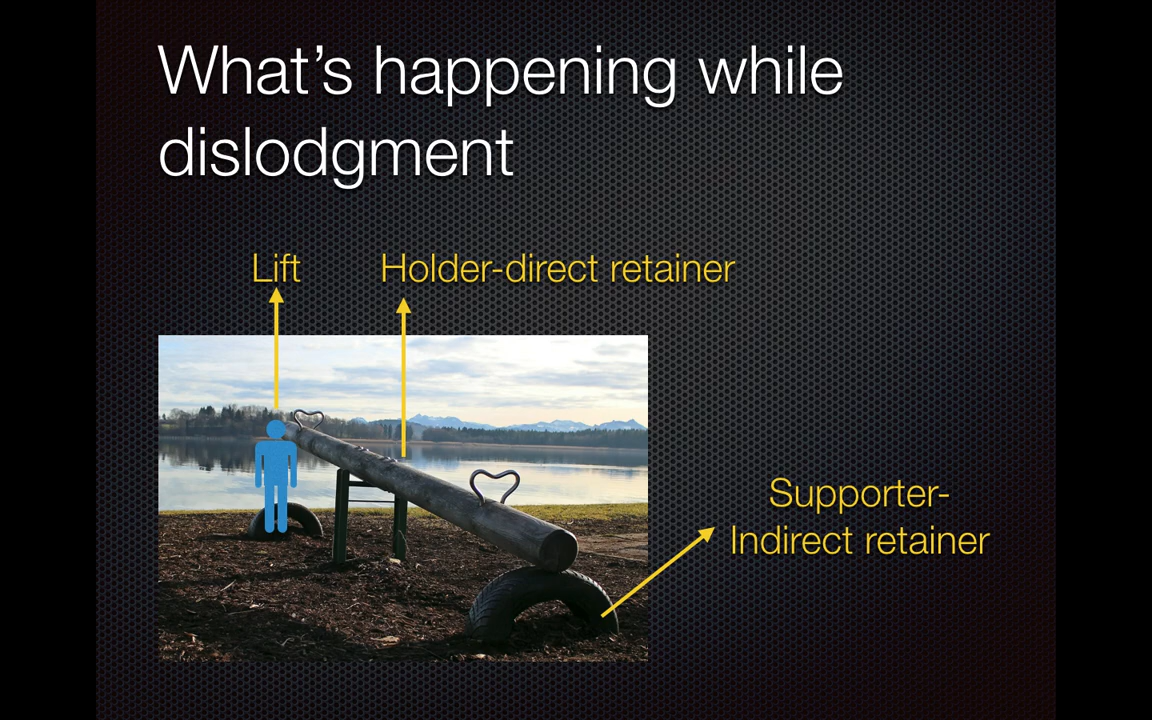 What’s happening while
dislodgment
Lift
Holder-direct retainer
Supporter-
Indirect retainer